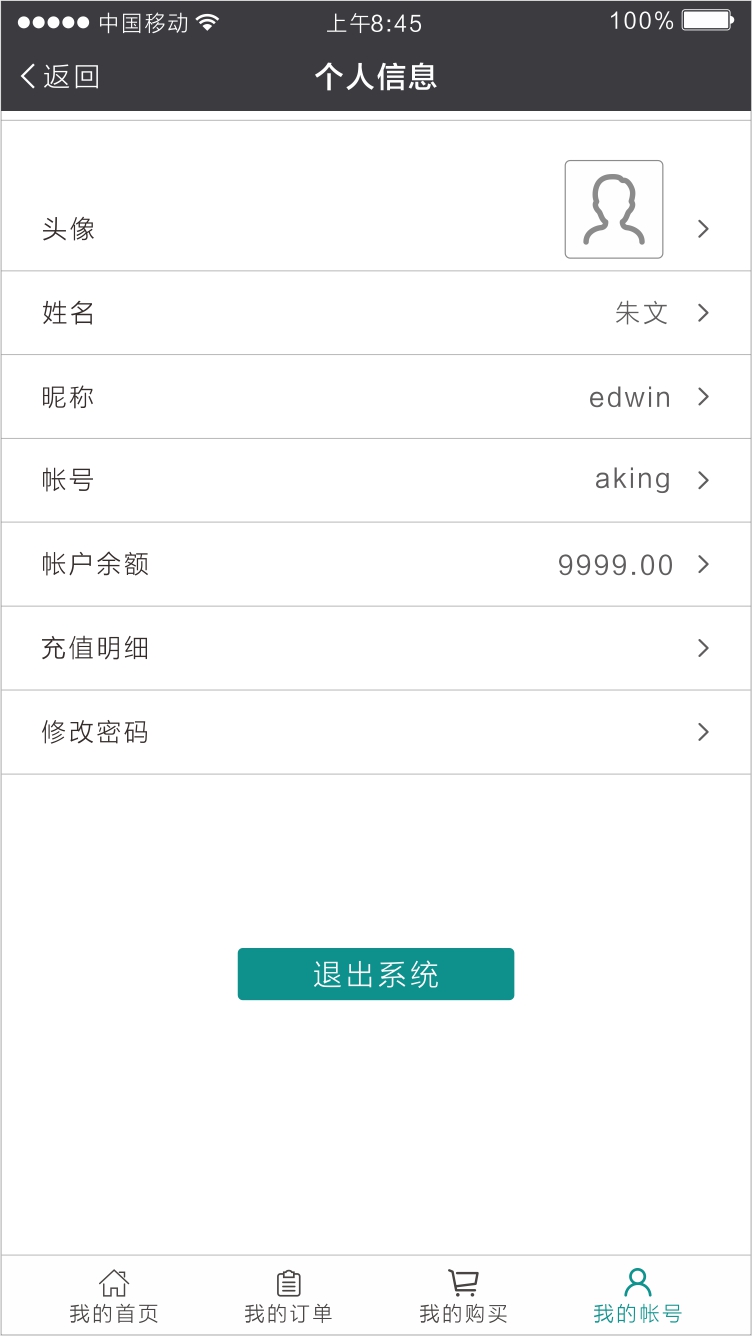 中国移动 上午8:45 100%
返回 个人信息
头像
姓名 朱文
昵称 edwin
帐号 aking
帐户余额 9999.00
充值明细
修改密码
退出系统
我的首页 我的订单 我的购买 我的帐号